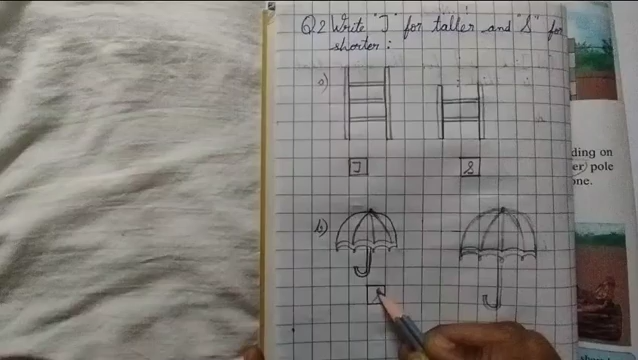 Q.2 Write "T" for taller and "S" for
shorter :
a)
T S
b)
ding on
er) pole
one.